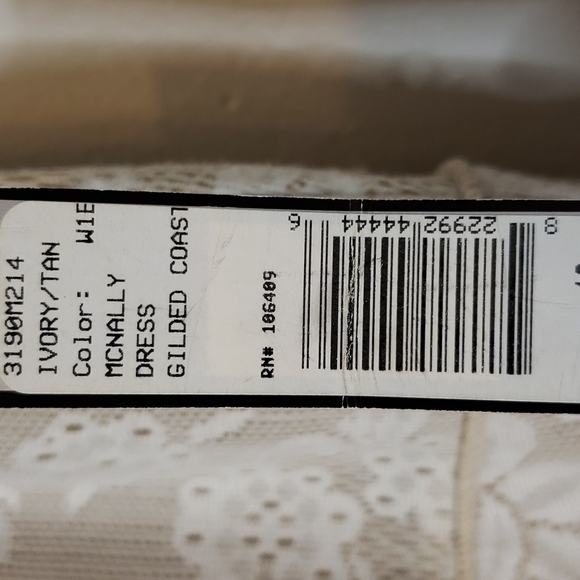 3190M214
IVORY/TAN
Color: W1E
MCNALLY
DRESS
GILDED COAST
RN# 106409
8 22992 44444 6